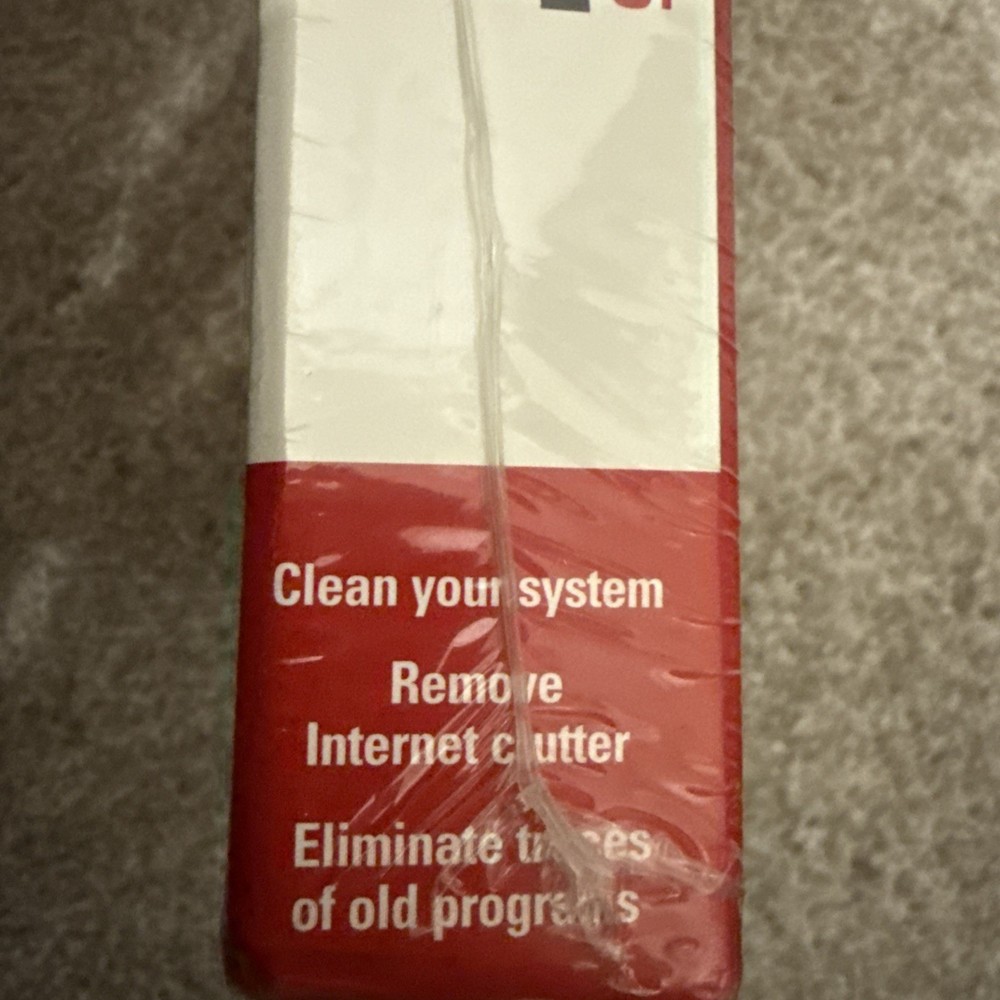 Clean your system
Remove
Internet clutter
Eliminate traces
of old programs